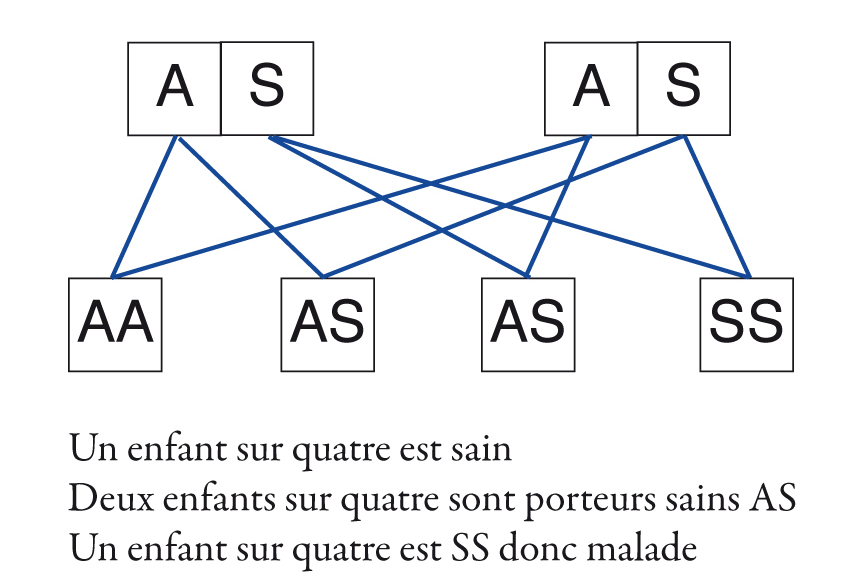 A S A S
AA AS AS SS
Un enfant sur quatre est sain
Deux enfants sur quatre sont porteurs sains AS
Un enfant sur quatre est SS donc malade